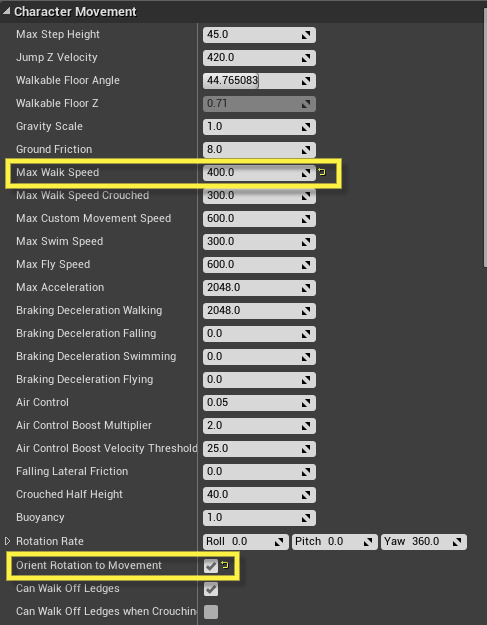 Character Movement
Max Step Height 45.0
Jump Z Velocity 420.0
Walkable Floor Angle 44.765083
Walkable Floor Z 0.71
Gravity Scale 1.0
Ground Friction 8.0
Max Walk Speed 400.0
Max Walk Speed Crouched 300.0
Max Custom Movement Speed 600.0
Max Swim Speed 300.0
Max Fly Speed 600.0
Max Acceleration 2048.0
Braking Deceleration Walking 2048.0
Braking Deceleration Falling 0.0
Braking Deceleration Swimming 0.0
Braking Deceleration Flying 0.0
Air Control 0.05
Air Control Boost Multiplier 2.0
Air Control Boost Velocity Threshold 25.0
Falling Lateral Friction 0.0
Crouched Half Height 40.0
Buoyancy 1.0
Rotation Rate Roll 0.0 Pitch 0.0 Yaw 360.0
Orient Rotation to Movement
Can Walk Off Ledges
Can Walk Off Ledges when Crouchin